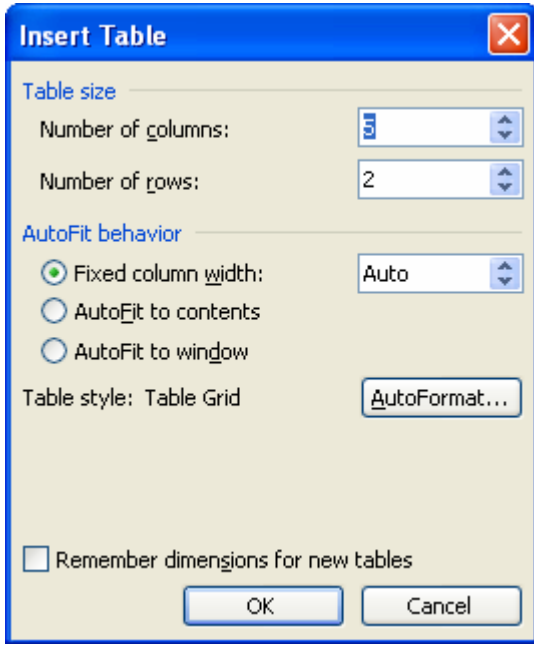 Insert Table
Table size
Number of columns: 5
Number of rows: 2
AutoFit behavior
Fixed column width: Auto
AutoFit to contents
AutoFit to window
Table style: Table Grid AutoFormat...
Remember dimensions for new tables
OK Cancel